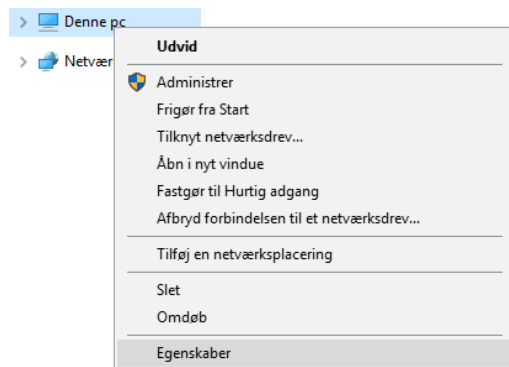 Denne pc
Netvær
Udvid
Administrer
Frigør fra Start
Tilknyt netværksdrev...
Åbn i nyt vindue
Fastgør til Hurtig adgang
Afbryd forbindelsen til et netværksdrev...
Tilføj en netværksplacering
Slet
Omdøb
Egenskaber